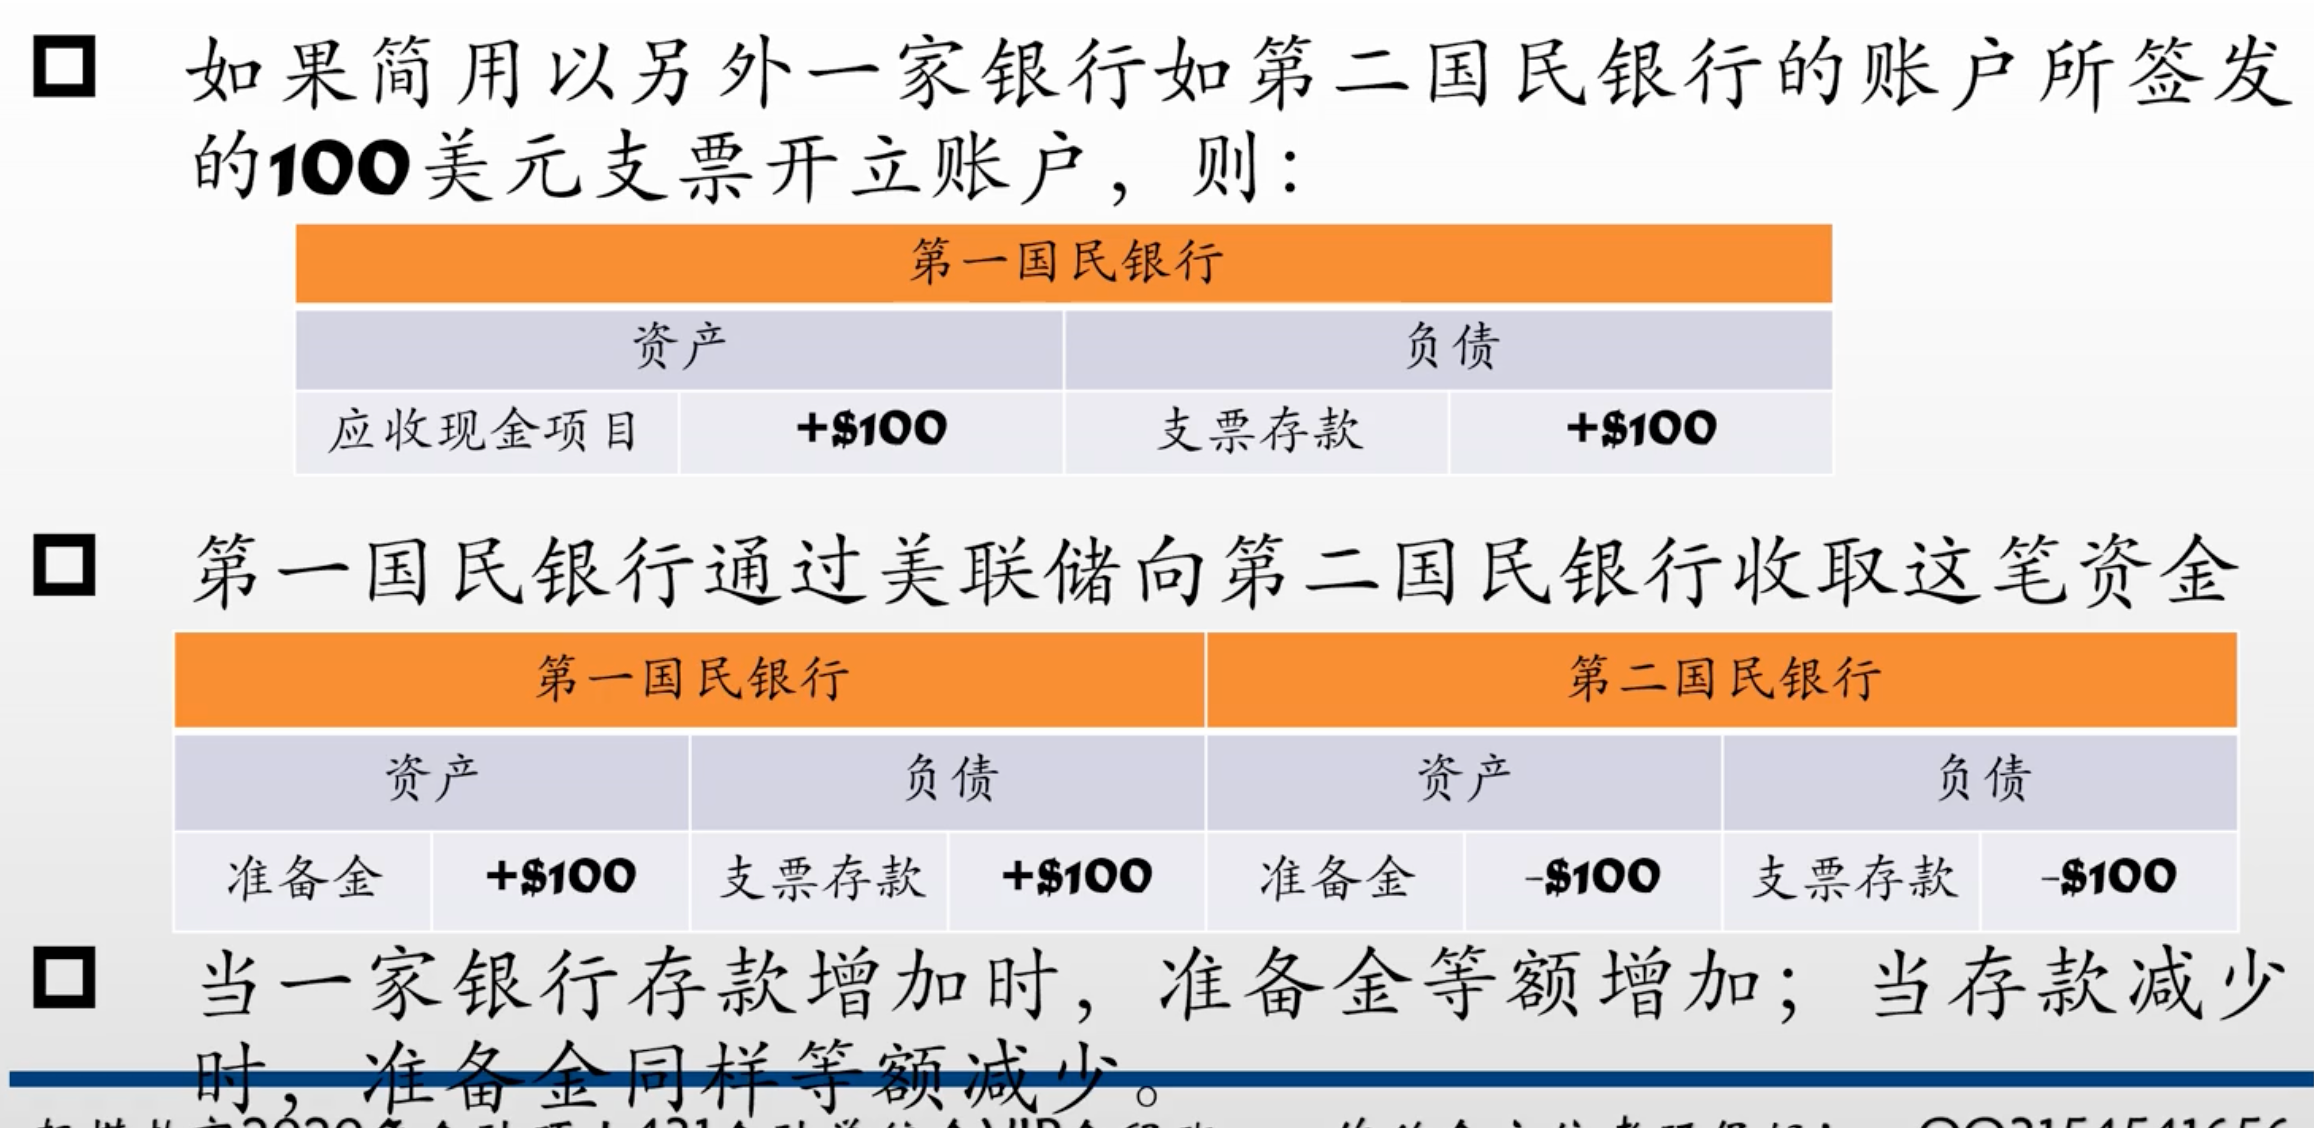 如果简用以另外一家银行如第二国民银行的账户所签发
的100美元支票开立账户，则：
第一国民银行
资产 负债
应收现金项目 +$100 支票存款 +$100
第一国民银行通过美联储向第二国民银行收取这笔资金
第一国民银行 第二国民银行
资产 负债 资产 负债
准备金 +$100 支票存款 +$100 准备金 -$100 支票存款 -$100
当一家银行存款增加时，准备金等额增加；当存款减少
时，准备金同样等额减少。